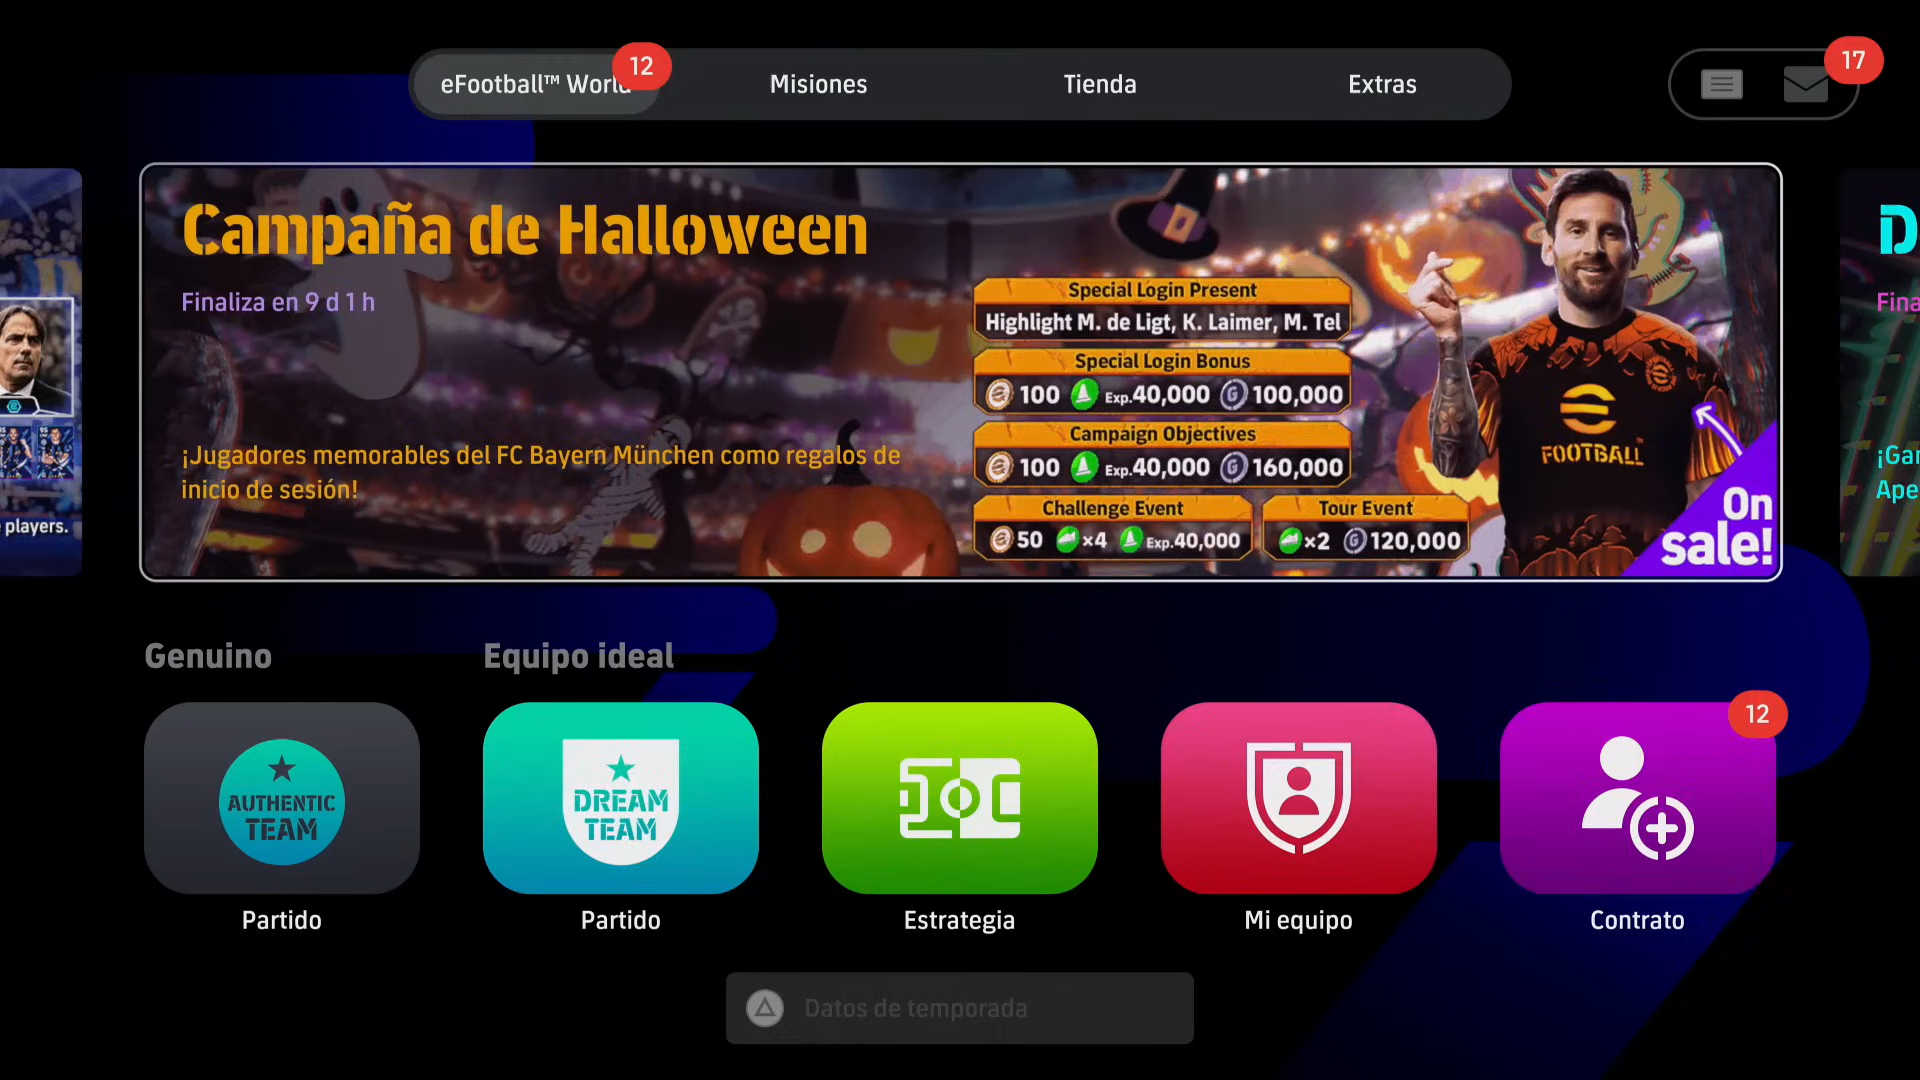 eFootball™ World
12
Misiones
Tienda
Extras
17
Campaña de Halloween
Finaliza en 9 d 1 h
¡Jugadores memorables del FC Bayern München como regalos de
inicio de sesión!
Special Login Present
Highlight M. de Ligt, K. Laimer, M. Tel
Special Login Bonus
100 Exp.40,000 100,000
Campaign Objectives
100 Exp.40,000 160,000
Challenge Event
50 ×4 Exp.40,000
Tour Event
×2 120,000
FOOTBALL
On
sale!
players.
D
Fina
¡Gar
Ape
Genuino
Equipo ideal
AUTHENTIC
TEAM
DREAM
TEAM
12
Partido
Partido
Estrategia
Mi equipo
Contrato
Datos de temporada